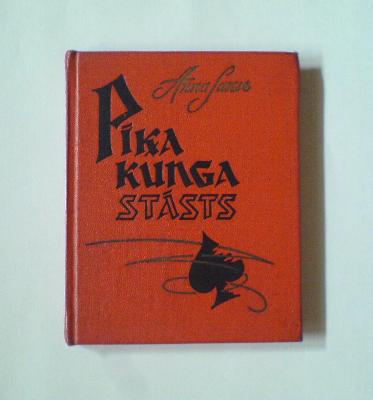 Anna Sakse
PĪKA
KUNGA
STĀSTS